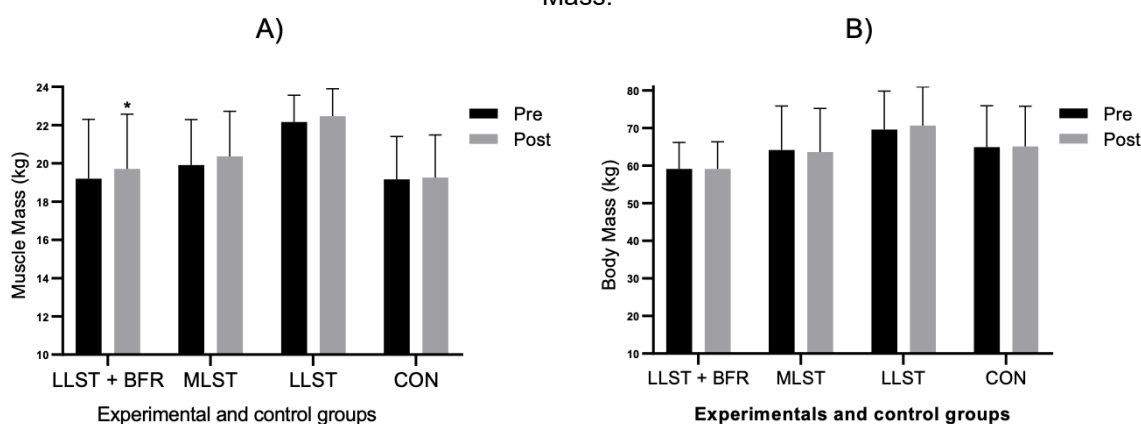 Mass.
A)
Muscle Mass (kg)
24
22
20
18
16
14
12
10
*
Pre
Post
LLST + BFR MLST LLST CON
Experimental and control groups
B)
Body Mass (kg)
80
70
60
50
40
30
20
10
Pre
Post
LLST + BFR MLST LLST CON
Experimentals and control groups